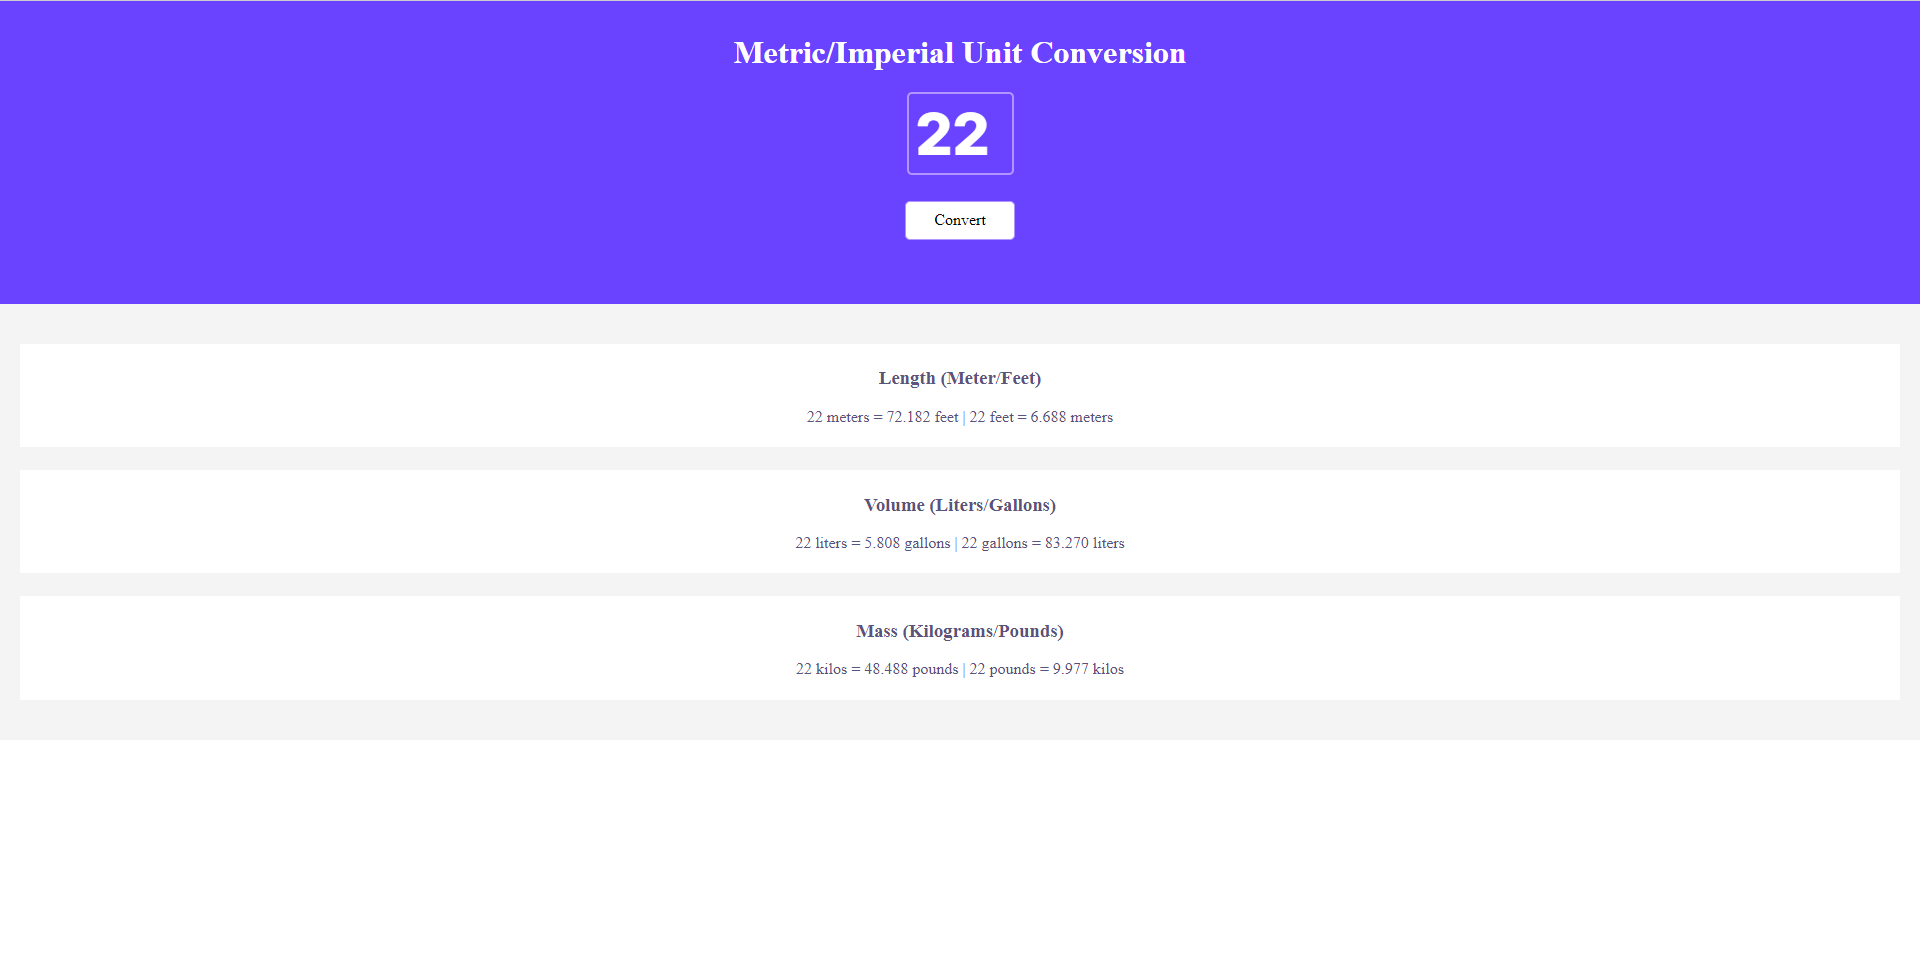 Metric/Imperial Unit Conversion
22
Convert
Length (Meter/Feet)
22 meters = 72.182 feet | 22 feet = 6.688 meters
Volume (Liters/Gallons)
22 liters = 5.808 gallons | 22 gallons = 83.270 liters
Mass (Kilograms/Pounds)
22 kilos = 48.488 pounds | 22 pounds = 9.977 kilos